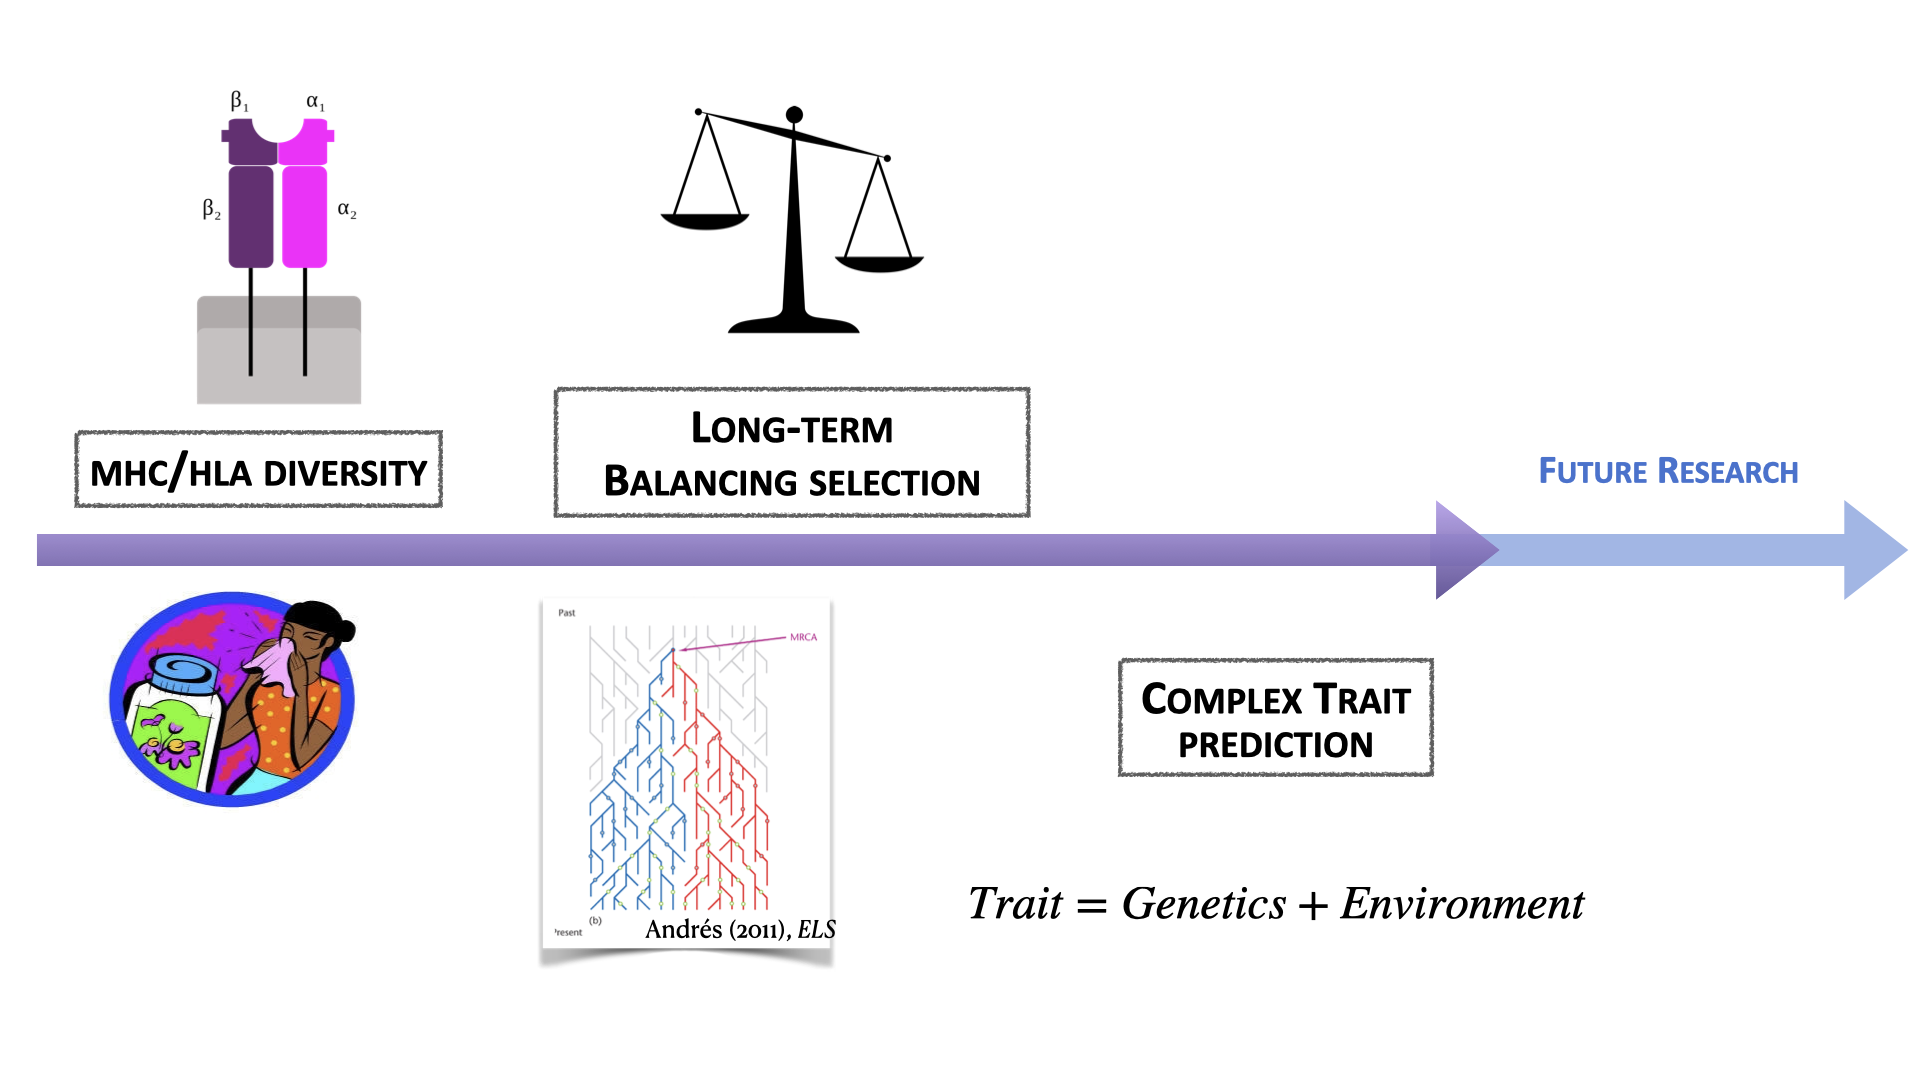 β₁ α₁
β₂ α₂
MHC/HLA DIVERSITY
LONG-TERM
BALANCING SELECTION
FUTURE RESEARCH
Past
MRCA
(b)
Present
Andrés (2011), ELS
COMPLEX TRAIT
PREDICTION
Trait = Genetics + Environment